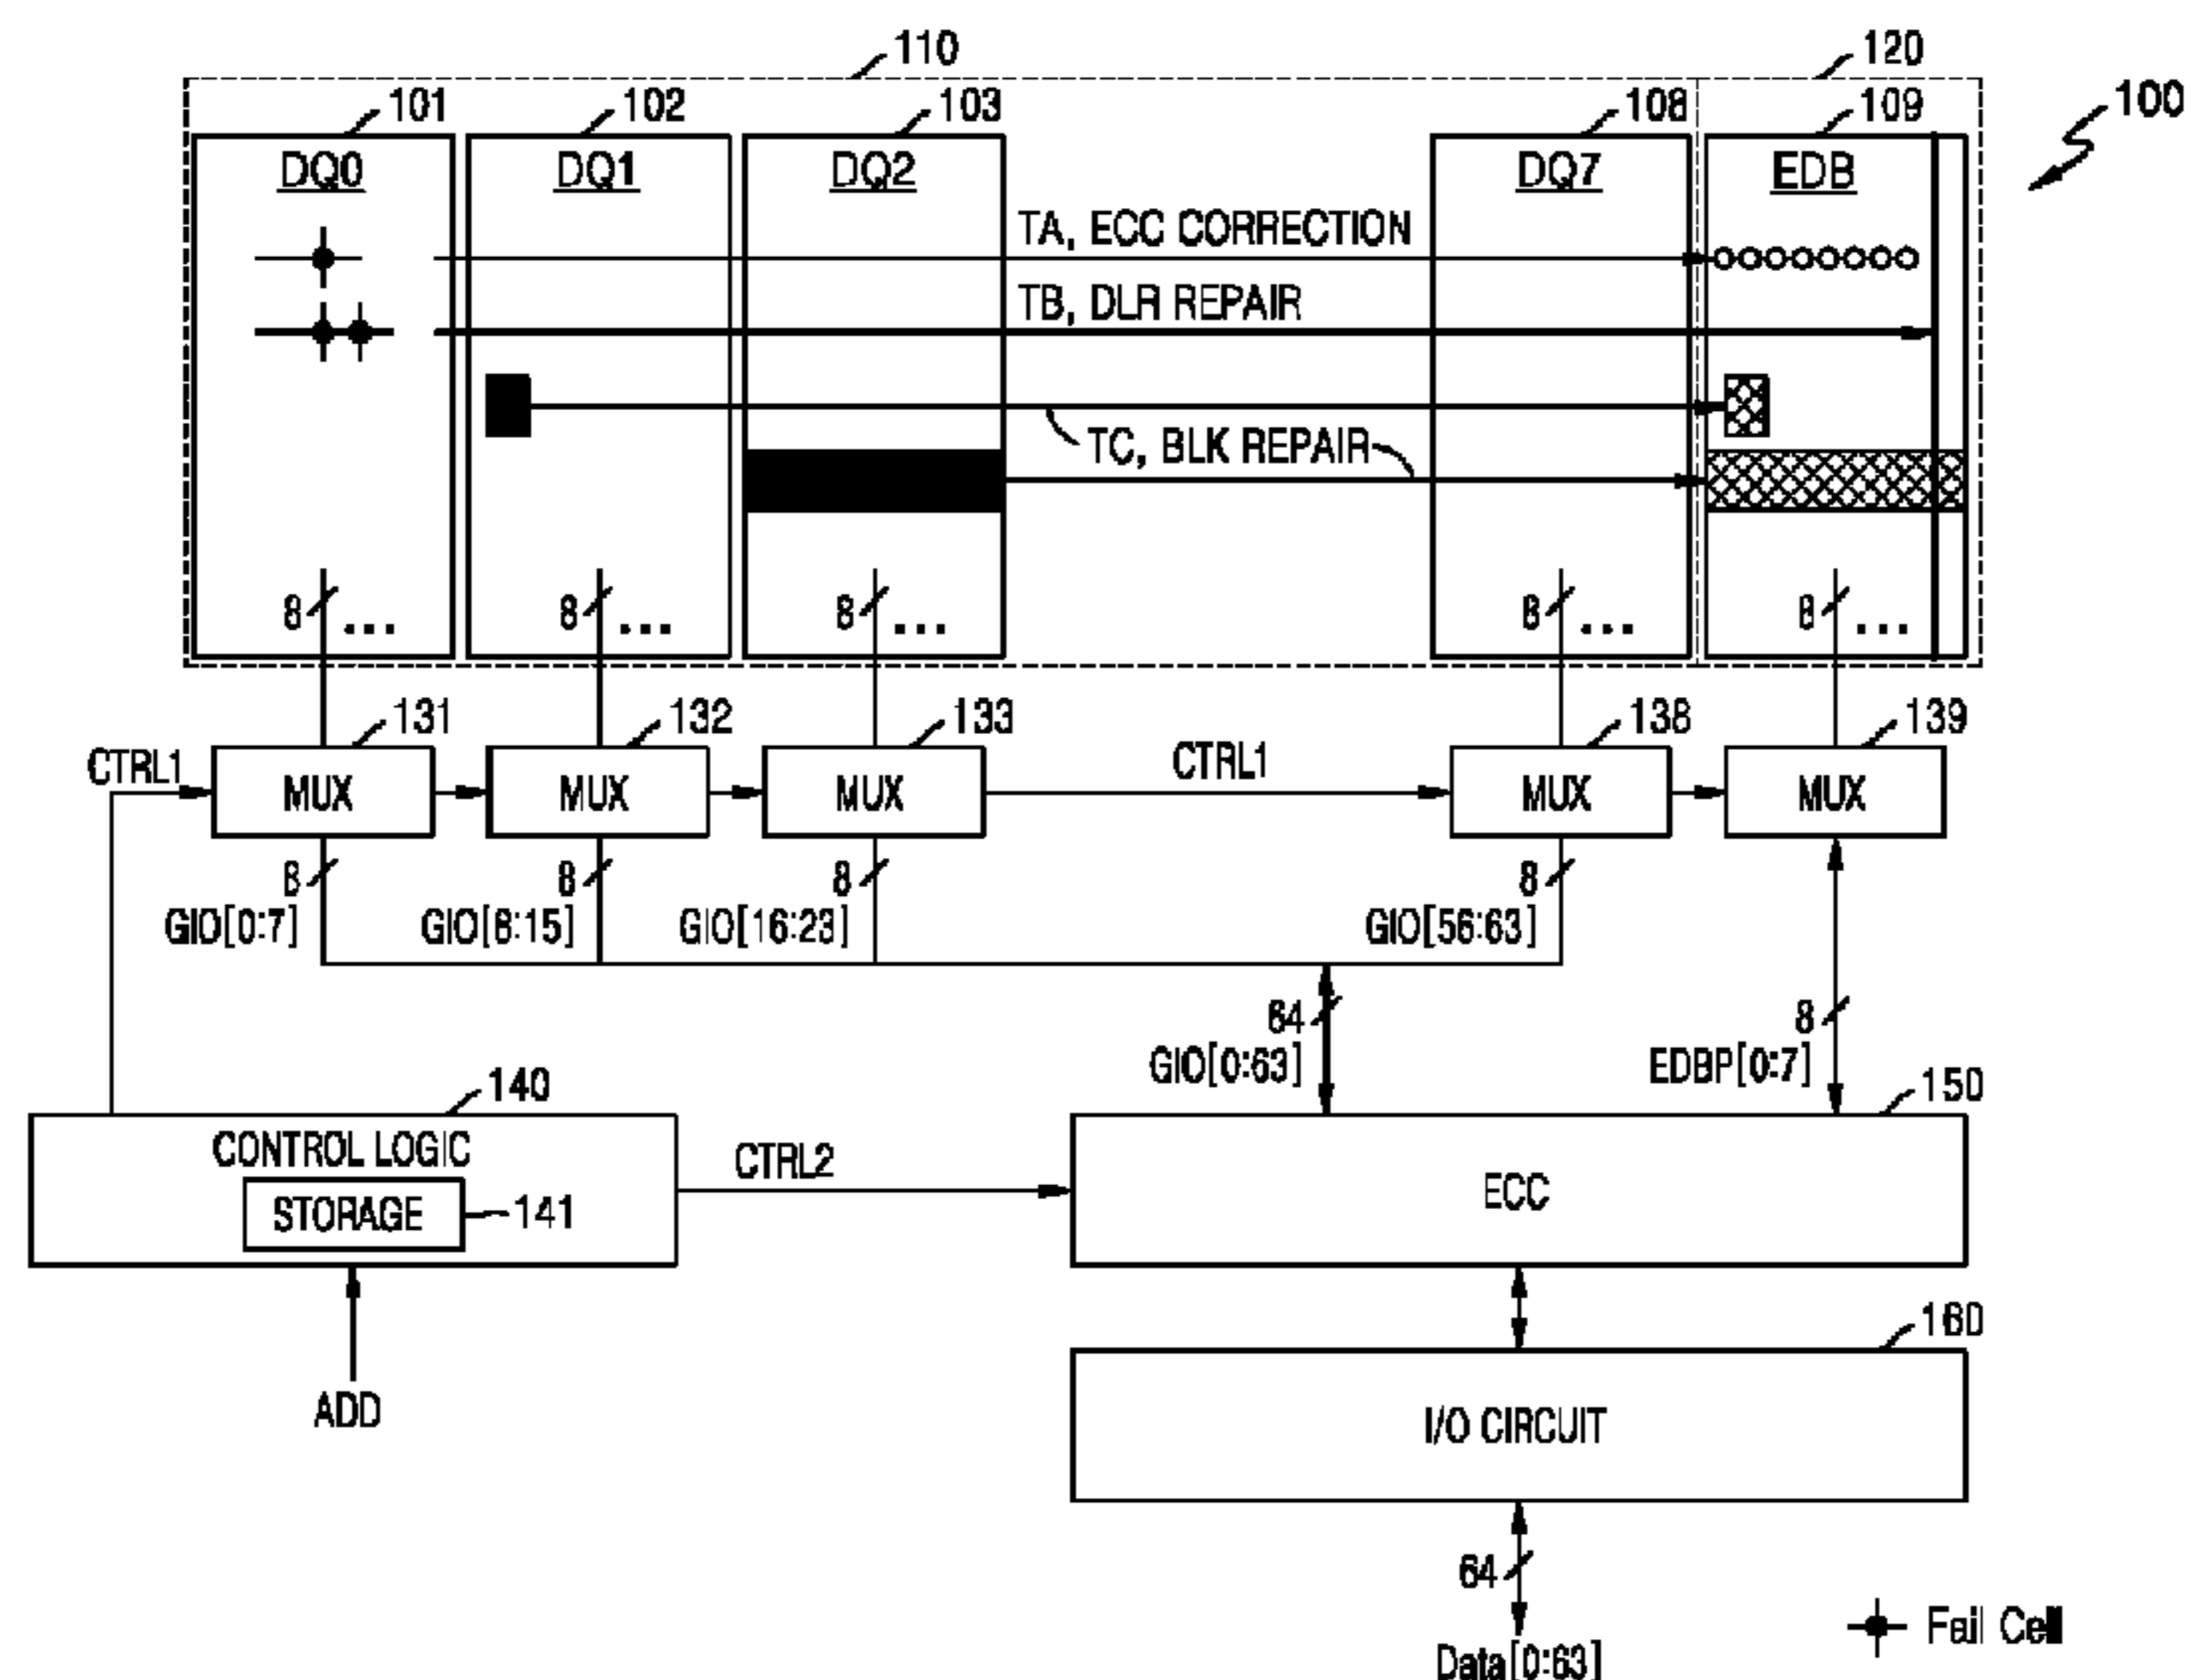 110
120
100
101
102
103
108
109
DQ0
DQ1
DQ2
DQ7
EDB
TA, ECC CORRECTION
TB, DLR REPAIR
TC, BLK REPAIR
8 ...
8 ...
8 ...
8 ...
8 ...
131
132
133
138
139
CTRL1
MUX
MUX
MUX
CTRL1
MUX
MUX
8
8
8
8
GIO[0:7]
GIO[8:15]
GIO[16:23]
GIO[56:63]
64
8
GIO[0:63]
EDBP[0:7]
140
150
CONTROL LOGIC
CTRL2
ECC
STORAGE
141
160
ADD
I/O CIRCUIT
64
Data[0:63]
Fail Cell